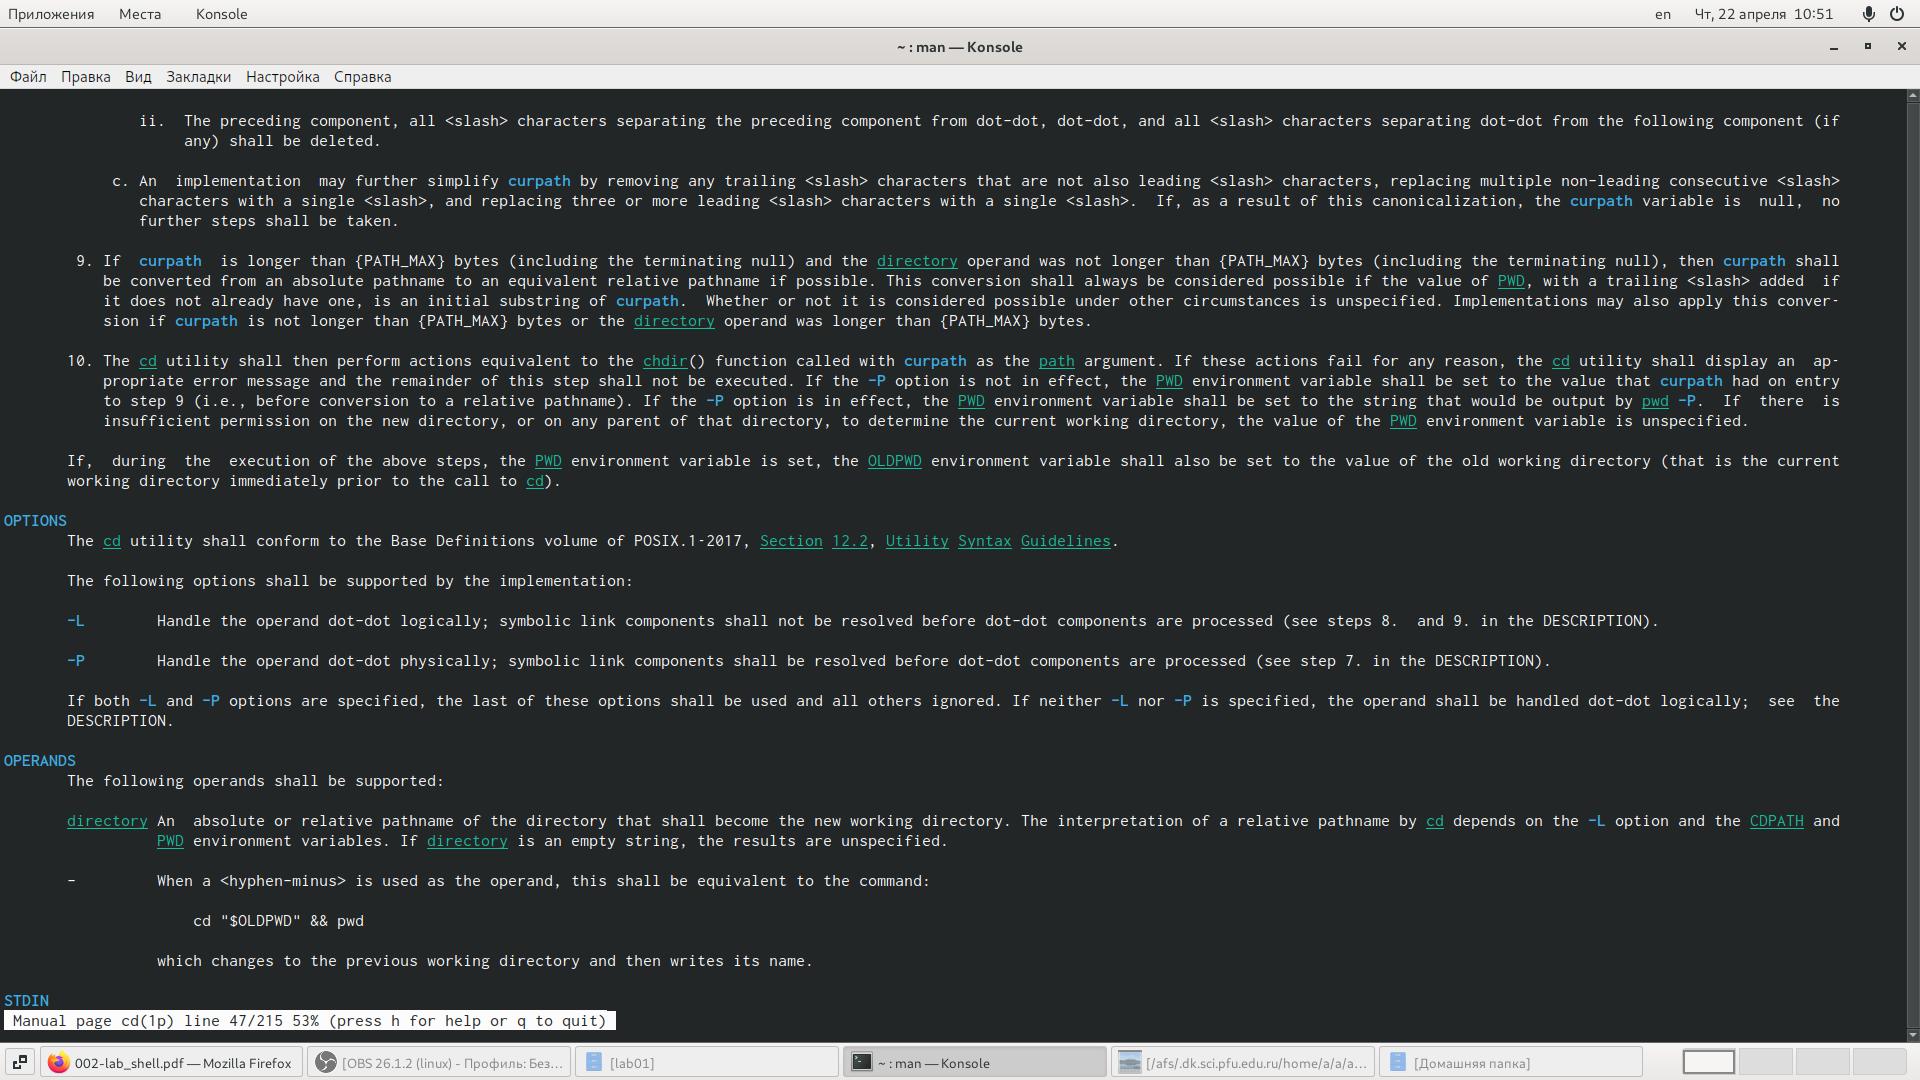 Приложения Места Konsole en Чт, 22 апреля 10:51
~ : man — Konsole
Файл Правка Вид Закладки Настройка Справка
ii. The preceding component, all <slash> characters separating the preceding component from dot-dot, dot-dot, and all <slash> characters separating dot-dot from the following component (if
any) shall be deleted.
c. An implementation may further simplify curpath by removing any trailing <slash> characters that are not also leading <slash> characters, replacing multiple non-leading consecutive <slash>
characters with a single <slash>, and replacing three or more leading <slash> characters with a single <slash>. If, as a result of this canonicalization, the curpath variable is null, no
further steps shall be taken.
9. If curpath is longer than {PATH_MAX} bytes (including the terminating null) and the directory operand was not longer than {PATH_MAX} bytes (including the terminating null), then curpath shall
be converted from an absolute pathname to an equivalent relative pathname if possible. This conversion shall always be considered possible if the value of PWD, with a trailing <slash> added if
it does not already have one, is an initial substring of curpath. Whether or not it is considered possible under other circumstances is unspecified. Implementations may also apply this conver-
sion if curpath is not longer than {PATH_MAX} bytes or the directory operand was longer than {PATH_MAX} bytes.
10. The cd utility shall then perform actions equivalent to the chdir() function called with curpath as the path argument. If these actions fail for any reason, the cd utility shall display an ap-
propriate error message and the remainder of this step shall not be executed. If the -P option is not in effect, the PWD environment variable shall be set to the value that curpath had on entry
to step 9 (i.e., before conversion to a relative pathname). If the -P option is in effect, the PWD environment variable shall be set to the string that would be output by pwd -P. If there is
insufficient permission on the new directory, or on any parent of that directory, to determine the current working directory, the value of the PWD environment variable is unspecified.
If, during the execution of the above steps, the PWD environment variable is set, the OLDPWD environment variable shall also be set to the value of the old working directory (that is the current
working directory immediately prior to the call to cd).
OPTIONS
The cd utility shall conform to the Base Definitions volume of POSIX.1-2017, Section 12.2, Utility Syntax Guidelines.
The following options shall be supported by the implementation:
-L Handle the operand dot-dot logically; symbolic link components shall not be resolved before dot-dot components are processed (see steps 8. and 9. in the DESCRIPTION).
-P Handle the operand dot-dot physically; symbolic link components shall be resolved before dot-dot components are processed (see step 7. in the DESCRIPTION).
If both -L and -P options are specified, the last of these options shall be used and all others ignored. If neither -L nor -P is specified, the operand shall be handled dot-dot logically; see the
DESCRIPTION.
OPERANDS
The following operands shall be supported:
directory An absolute or relative pathname of the directory that shall become the new working directory. The interpretation of a relative pathname by cd depends on the -L option and the CDPATH and
PWD environment variables. If directory is an empty string, the results are unspecified.
- When a <hyphen-minus> is used as the operand, this shall be equivalent to the command:
cd "$OLDPWD" && pwd
which changes to the previous working directory and then writes its name.
STDIN
Manual page cd(1p) line 47/215 53% (press h for help or q to quit)
002-lab_shell.pdf — Mozilla Firefox [OBS 26.1.2 (linux) - Профиль: Без... [lab01] ~ : man — Konsole [/afs/.dk.sci.pfu.edu.ru/home/a/a/a... [Домашняя папка]